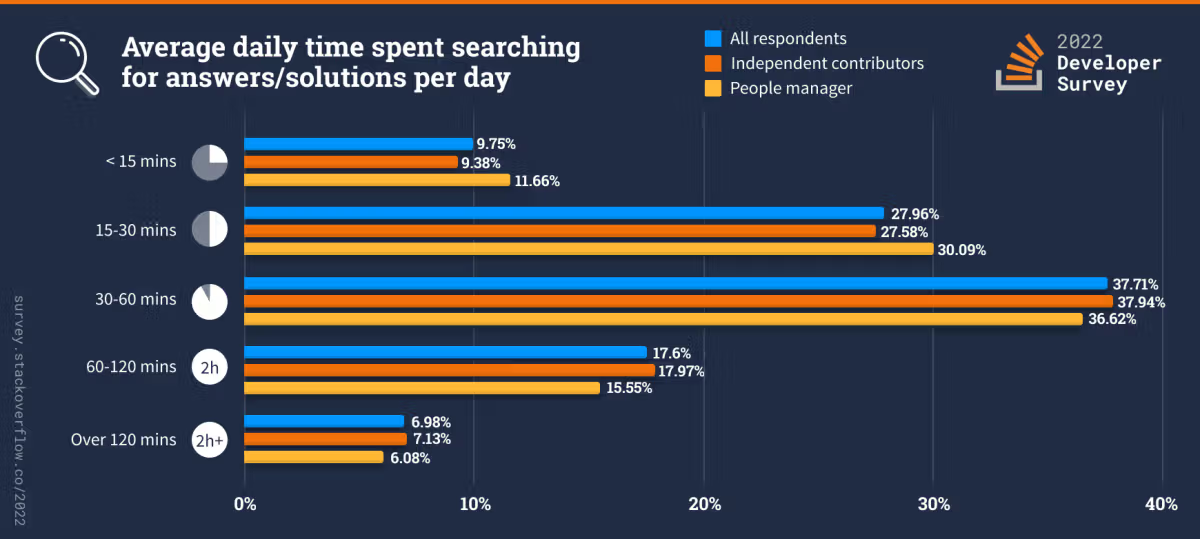 Average daily time spent searching
for answers/solutions per day
All respondents
Independent contributors
People manager
2022
Developer
Survey
< 15 mins
9.75%
9.38%
11.66%
15-30 mins
27.96%
27.58%
30.09%
30-60 mins
37.71%
37.94%
36.62%
60-120 mins
2h
17.6%
17.97%
15.55%
Over 120 mins
2h+
6.98%
7.13%
6.08%
0%
10%
20%
30%
40%
survey.stackoverflow.co/2022